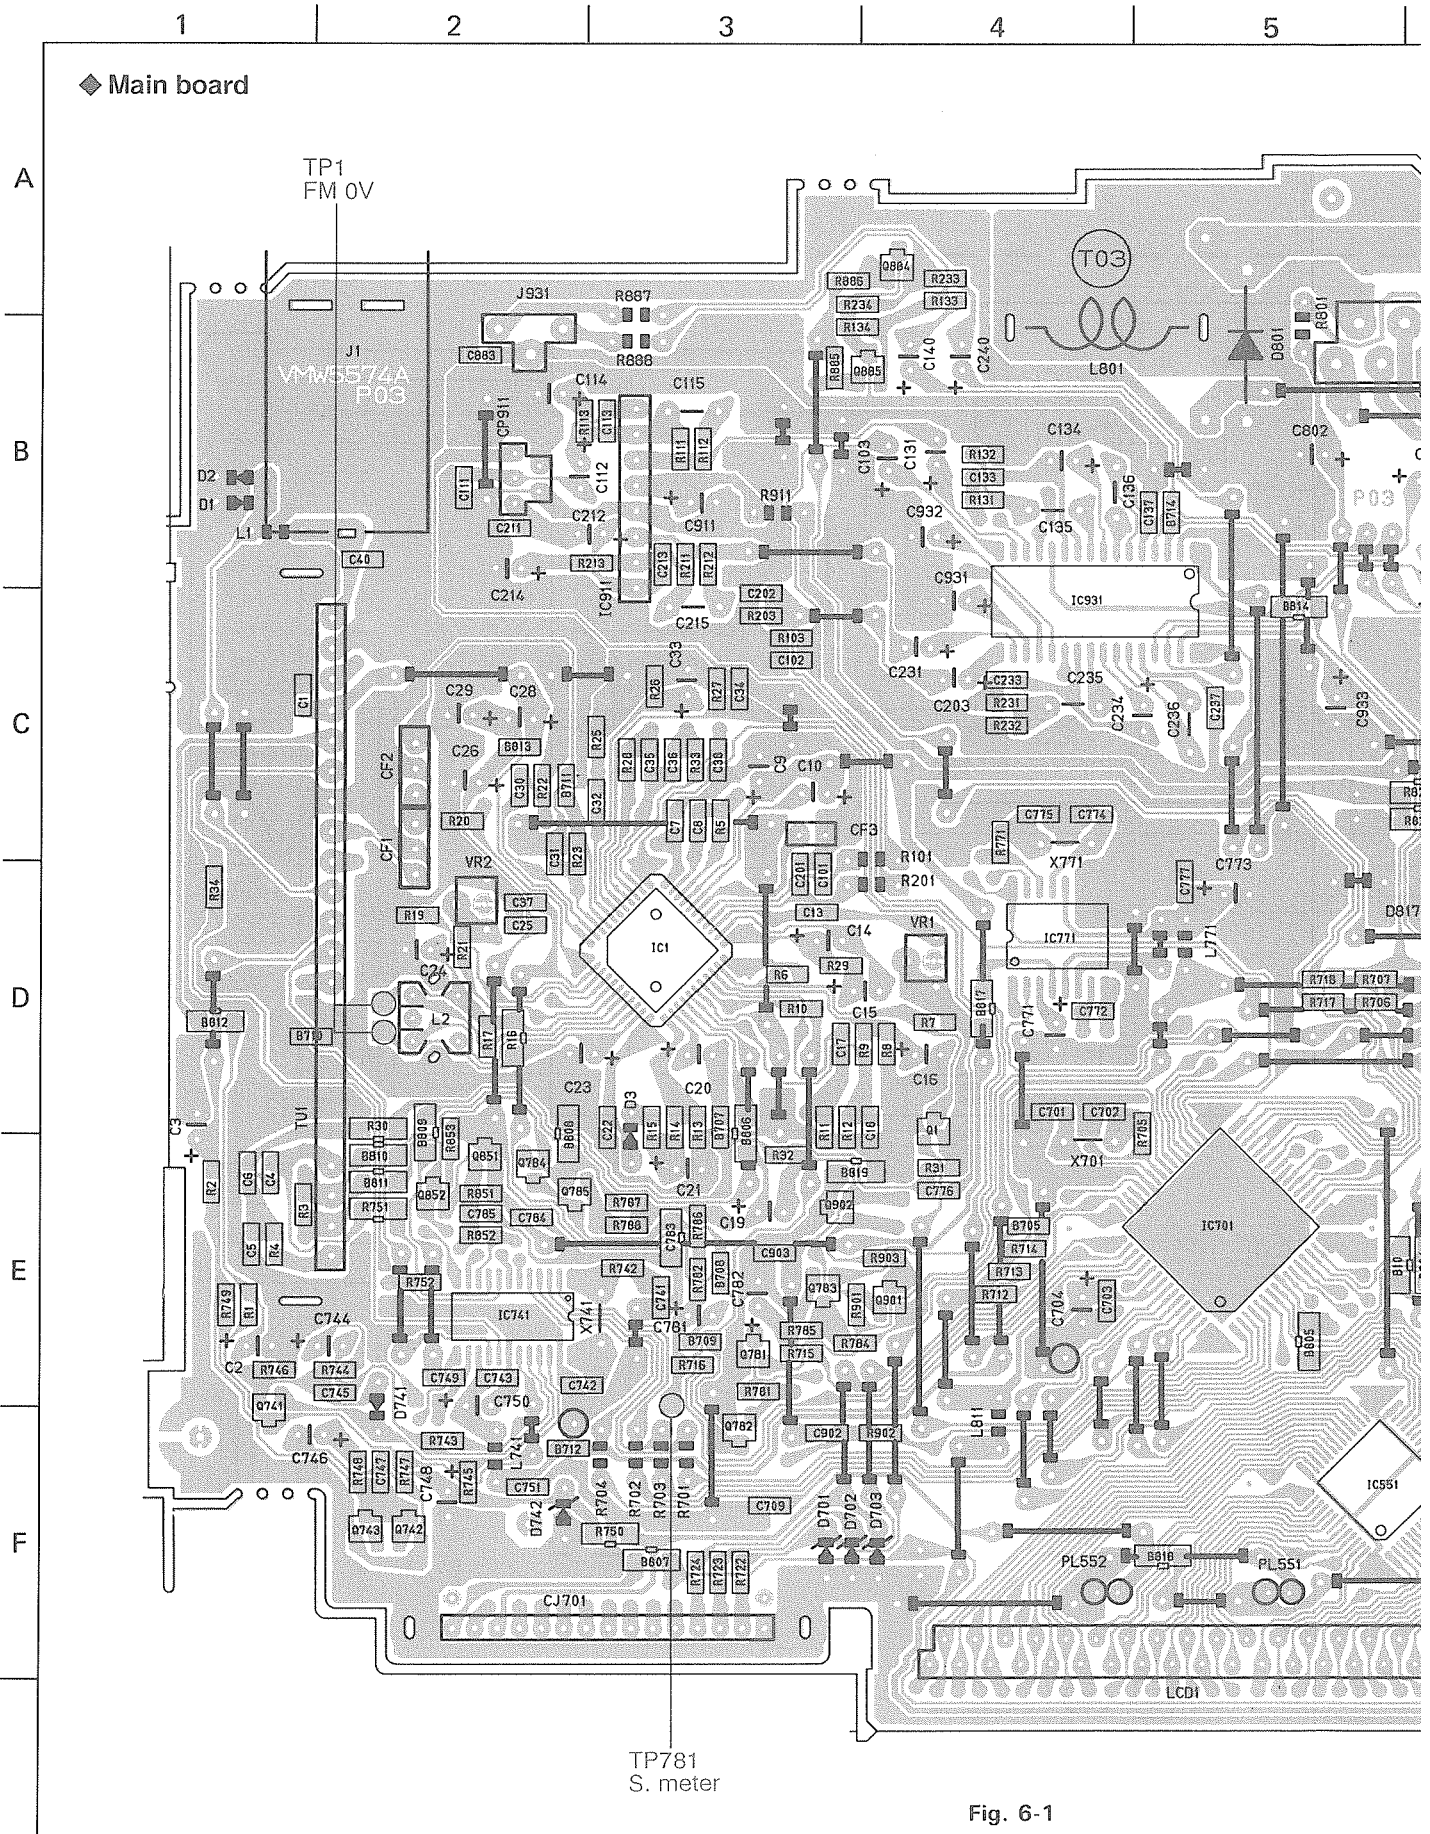 1 2 3 4 5
◆ Main board
A
TP1
FM 0V
T03
Q884
R886 R233
R234 R133
R134
J931 R887
R888
C883
J1
VMW5574A
P03
R885 Q885 C140 C240
L801
D801
R801
B
C114 C115
CP911
R113 C113
R111 R112
C103 C131
R132
C133
R131
C134
C802
D2
D1
C111
C112
R911
C136
C137 B714
P03
L1
C211
C212
C911
C932
C135
C40
R213
C213 R211 R212
C214
IC911
C202
R203
C931
IC931
B814
C215
R103
C102
C
C231
C1
C29 C28
C33
R26 R27 C34
C233
C203
R231
R232
C235
C234
C236
C237
C933
CF2
C26
B813
R25
R28 C35 C36 R33 C38
C9
C10
C30 R22 B711
C32
R20
C7 C8 R5
CF3
C775 C774
CF1
C31 R23
R771
X771
VR2
R101
R201
C201 C101
C773
C777
R34
R19
C37
C25
C13
VR1
D817
D
R21
IC1
C14
IC771
L771
C24
R6
R29
R718 R707
R717 R706
L2
R10
C15
B817
B812
R17 R16
R7
C771
C772
C17 R9 R8
C23
C20
C16
TU1
D3
C3
R30
B809 R853
B808
C22 R15 R14 R13 B707 B806
R11 R12 C18
Q1
C701 C702
R705
B810
Q851
Q784
R92
B819
R31
X701
E
R2 C6 C4
B811
R3
R751
Q852
R851
C785
R852
Q785
C784
R787
R788
C21
C19
Q902
C776
C783 R786
IC701
B705
R714
C5 R4
C903
R903
R742
R782 B708
R713
R712
B10
R752
C782
Q783
R901 Q901
C704
C703
R749 R1
C744
IC741
X741
C741
C781
B709
R785
R784
B805
C2
R746 R744
R716
Q781
R715
C745
C749 C743
C742
R781
Q741
D741
C750
F
C746
R743
L741
B712
Q782
C902 R902
L811
R748 C747 R747
C748
R745
C751
R704
R702
R703
R701
C709
D701
D702
D703
IC551
Q743 Q742
D742
R750
B807
R724 R723 R722
PL552
B818
PL551
CJ701
LCD1
TP781
S. meter
Fig. 6-1